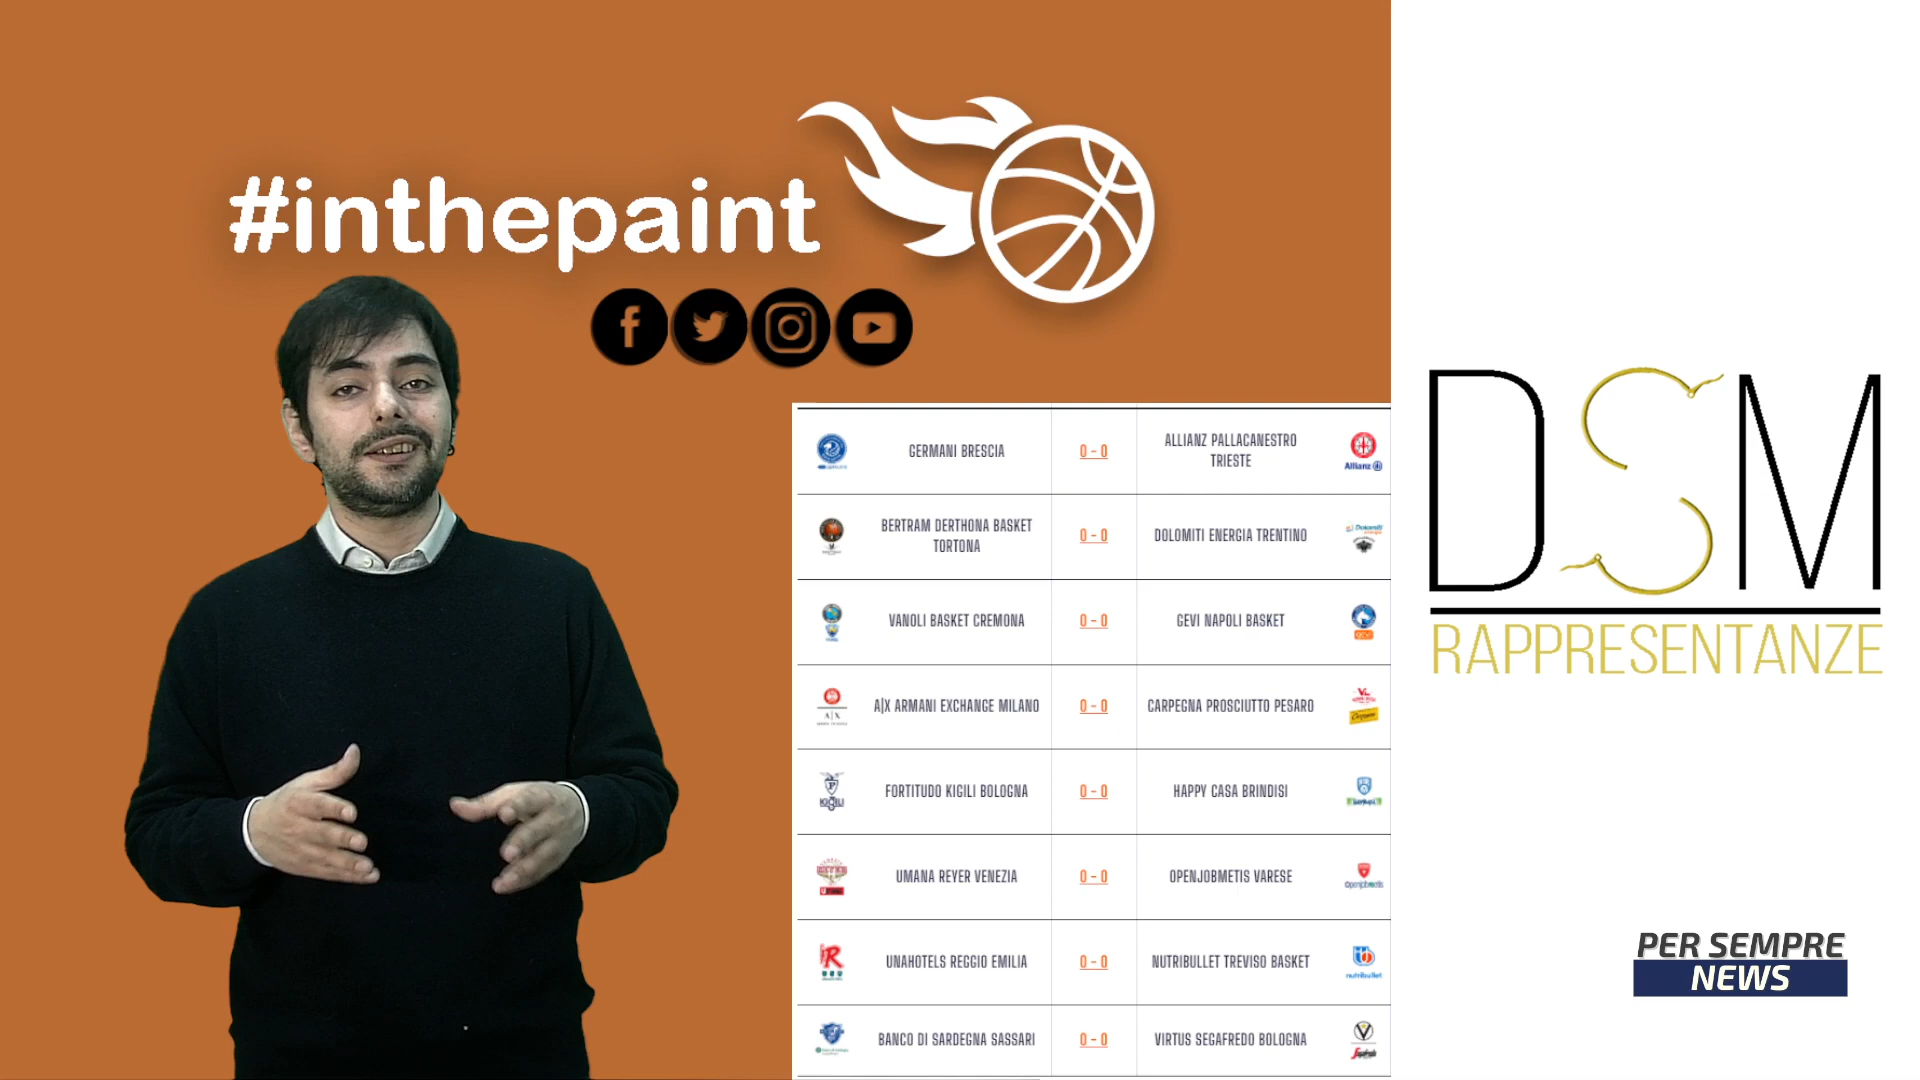 #inthepaint
GERMANI BRESCIA
0 - 0
ALLIANZ PALLACANESTRO
TRIESTE
Allianz
BERTRAM DERTHONA BASKET
TORTONA
0 - 0
DOLOMITI ENERGIA TRENTINO
VANOLI BASKET CREMONA
0 - 0
GEVI NAPOLI BASKET
A|X ARMANI EXCHANGE MILANO
0 - 0
CARPEGNA PROSCIUTTO PESARO
A|X
FORTITUDO KIGILI BOLOGNA
0 - 0
HAPPY CASA BRINDISI
KIGILI
UMANA REYER VENEZIA
0 - 0
OPENJOBMETIS VARESE
Openjobmetis
UNAHOTELS REGGIO EMILIA
0 - 0
NUTRIBULLET TREVISO BASKET
nutribullet
BANCO DI SARDEGNA SASSARI
0 - 0
VIRTUS SEGAFREDO BOLOGNA
DSM
RAPPRESENTANZE
PER SEMPRE
NEWS